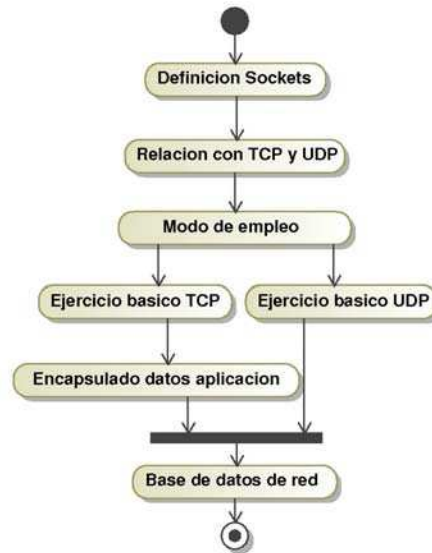 Definicion Sockets
Relacion con TCP y UDP
Modo de empleo
Ejercicio basico TCP
Ejercicio basico UDP
Encapsulado datos aplicacion
Base de datos de red